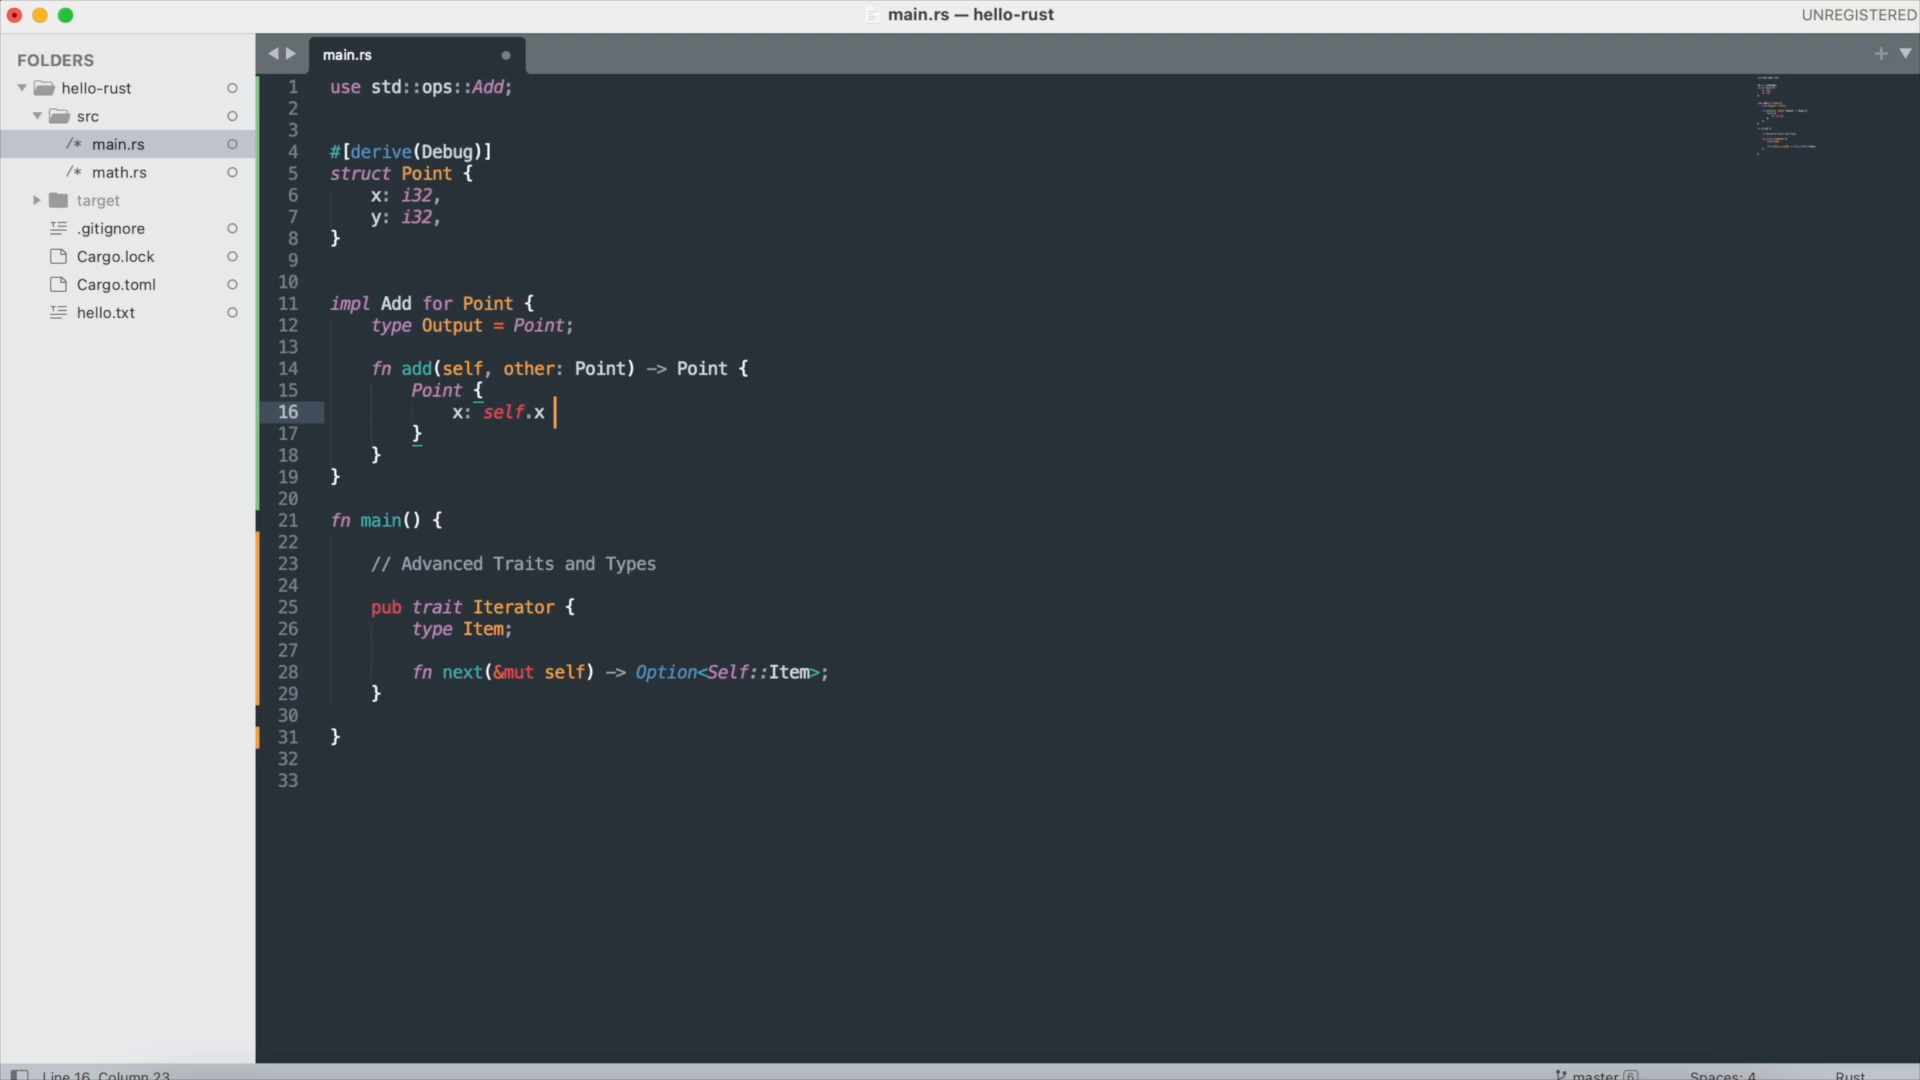 main.rs — hello-rust
UNREGISTERED
FOLDERS
hello-rust
src
/* main.rs
/* math.rs
target
.gitignore
Cargo.lock
Cargo.toml
hello.txt
main.rs
1 use std::ops::Add;
2
3
4 #[derive(Debug)]
5 struct Point {
6     x: i32,
7     y: i32,
8 }
9
10
11 impl Add for Point {
12     type Output = Point;
13
14     fn add(self, other: Point) -> Point {
15         Point {
16             x: self.x
17         }
18     }
19 }
20
21 fn main() {
22
23     // Advanced Traits and Types
24
25     pub trait Iterator {
26         type Item;
27
28         fn next(&mut self) -> Option<Self::Item>;
29     }
30
31 }
32
33
Line 16, Column 23
master 6
Spaces: 4
Rust